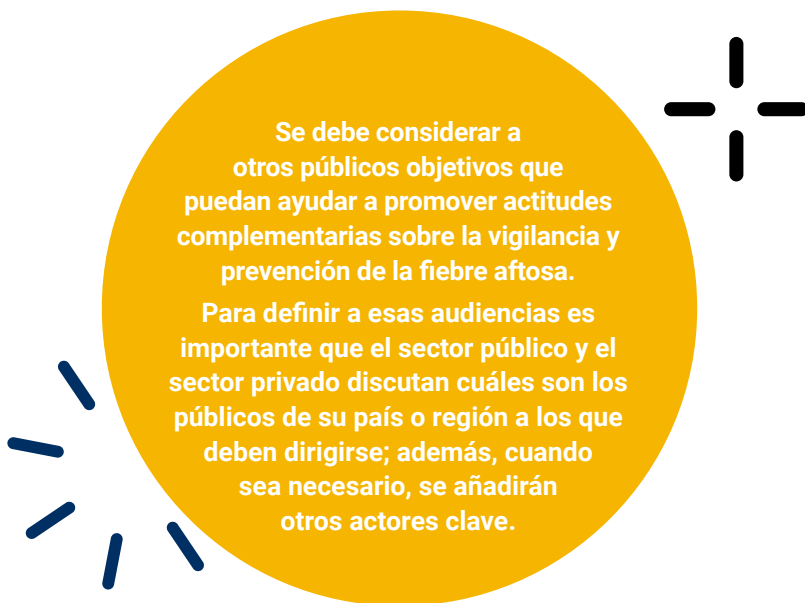 Se debe considerar a
otros públicos objetivos que
puedan ayudar a promover actitudes
complementarias sobre la vigilancia y
prevención de la fiebre aftosa.
Para definir a esas audiencias es
importante que el sector público y el
sector privado discutan cuáles son los
públicos de su país o región a los que
deben dirigirse; además, cuando
sea necesario, se añadirán
otros actores clave.